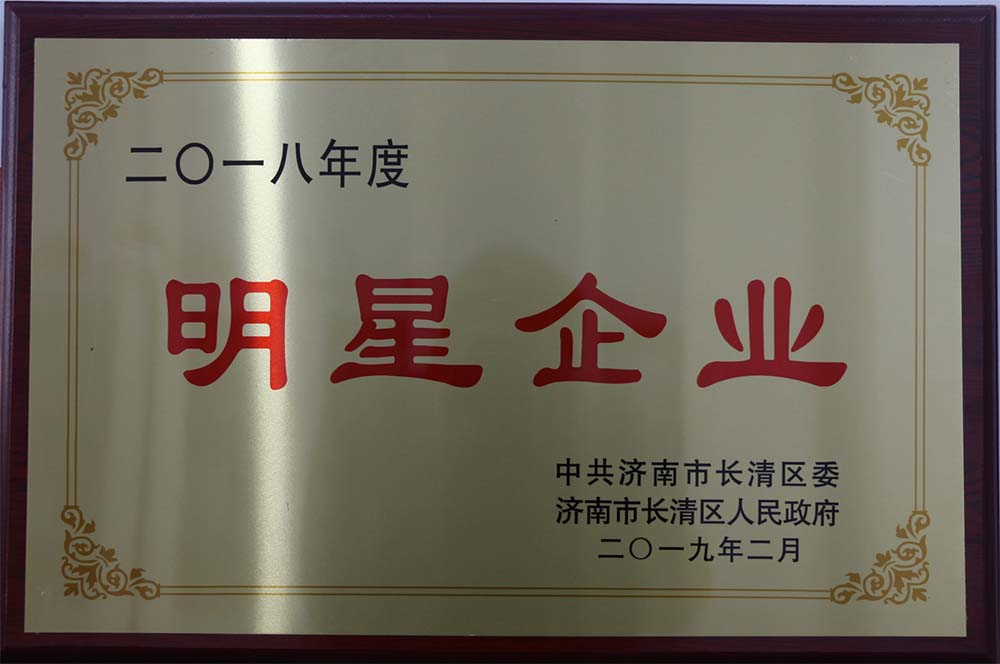 二〇一八年度
明星企业
中共济南市长清区委
济南市长清区人民政府
二〇一九年二月